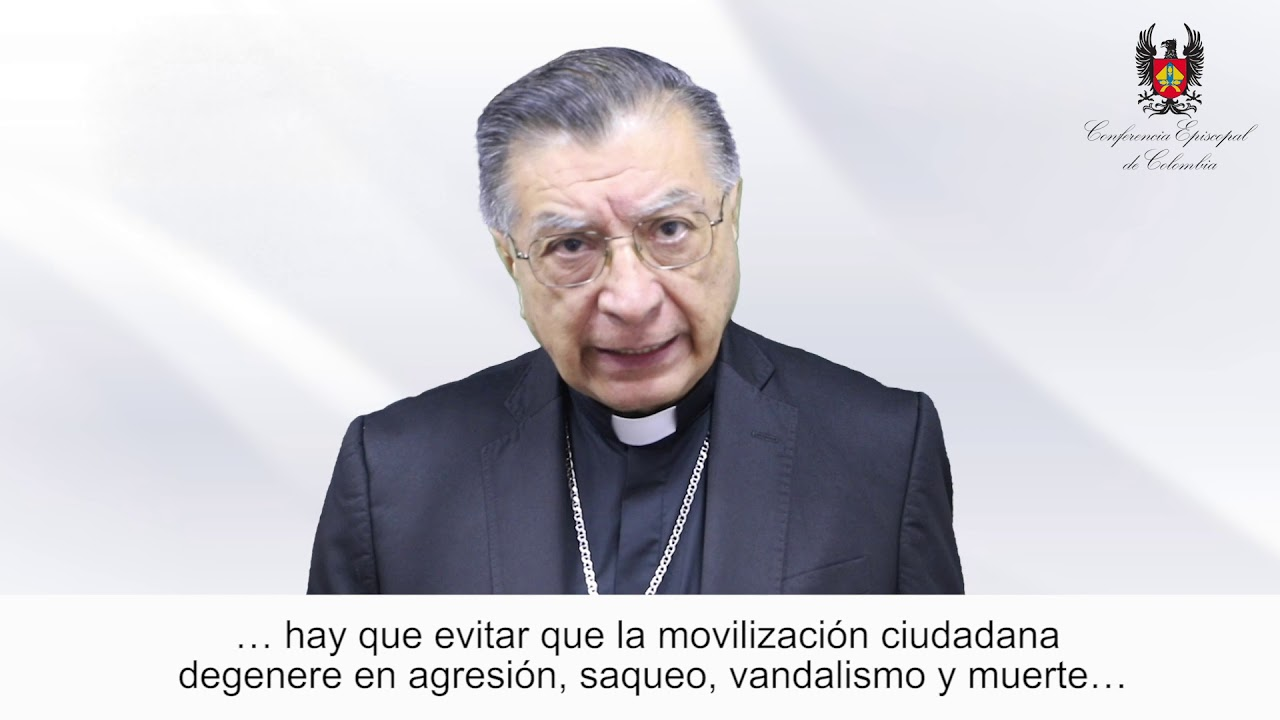 Conferencia Episcopal
de Colombia
… hay que evitar que la movilización ciudadana
degenere en agresión, saqueo, vandalismo y muerte…